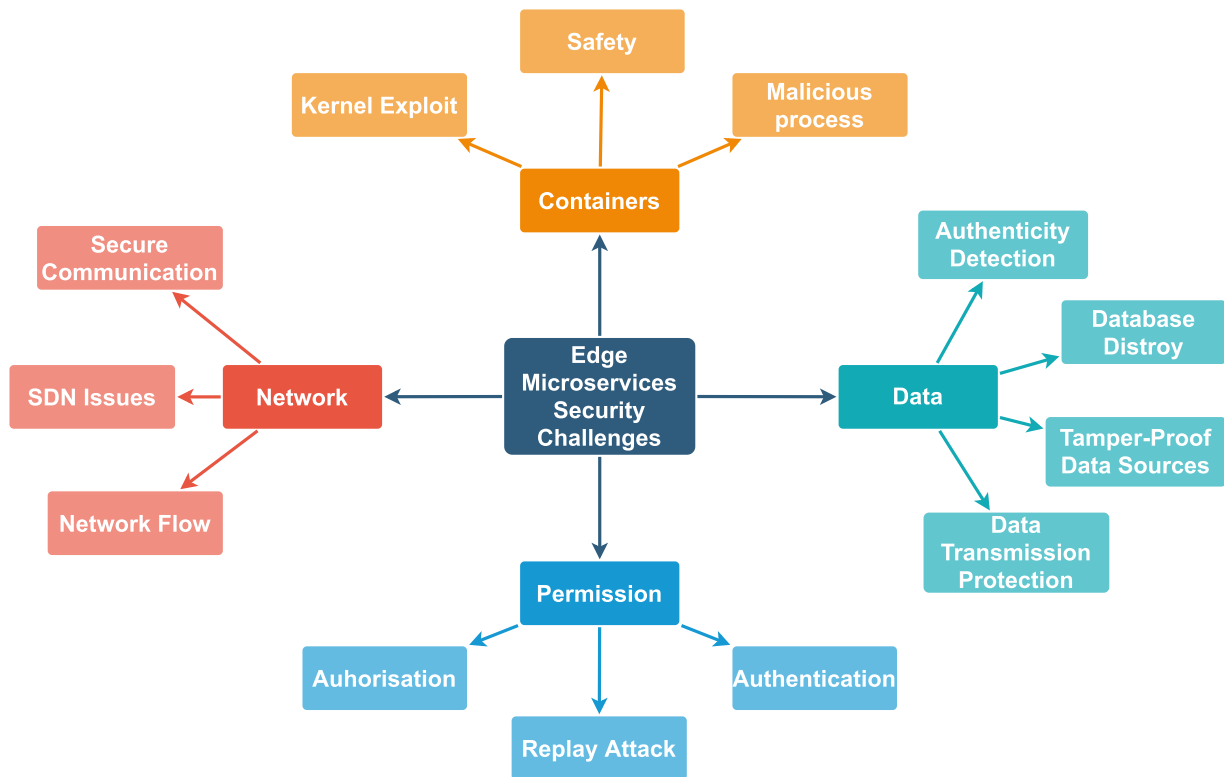 Safety
Kernel Exploit
Malicious
process
Containers
Secure
Communication
Authenticity
Detection
Database
Distroy
Edge
Microservices
Security
Challenges
SDN Issues
Network
Data
Tamper-Proof
Data Sources
Network Flow
Data
Transmission
Protection
Permission
Auhorisation
Authentication
Replay Attack